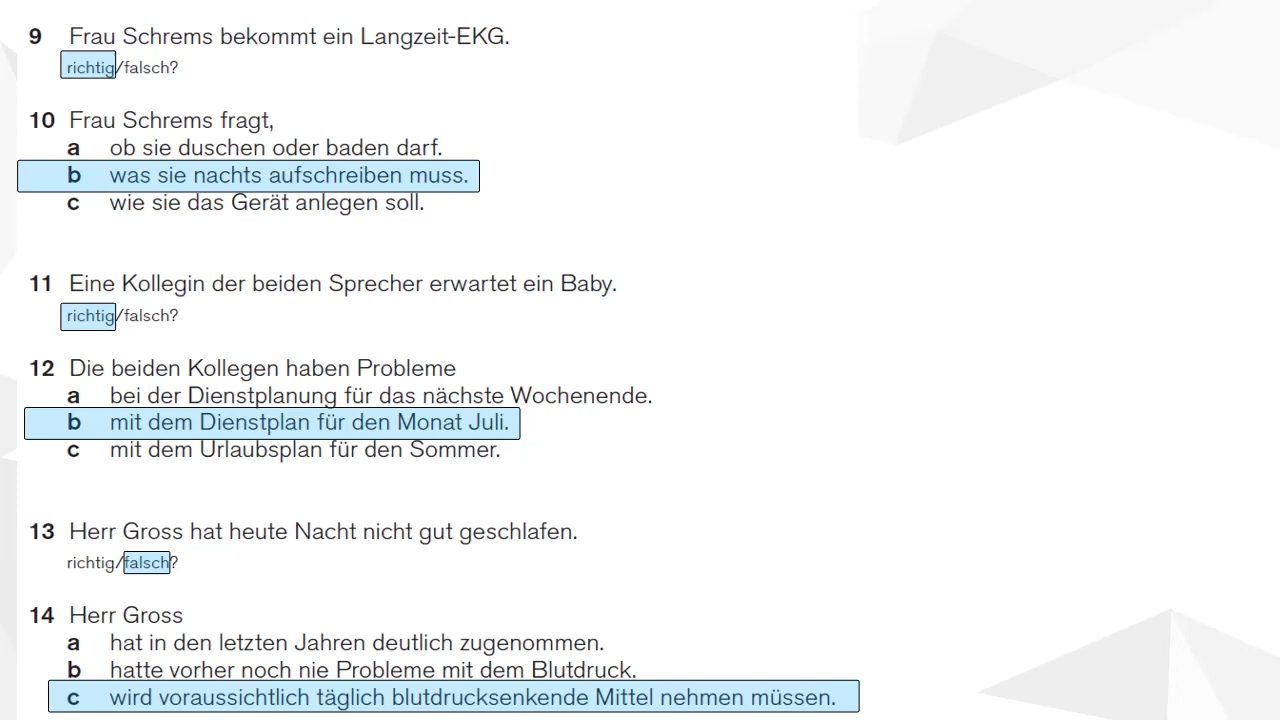 9 Frau Schrems bekommt ein Langzeit-EKG.
richtig/falsch?
10 Frau Schrems fragt,
a ob sie duschen oder baden darf.
b was sie nachts aufschreiben muss.
c wie sie das Gerät anlegen soll.
11 Eine Kollegin der beiden Sprecher erwartet ein Baby.
richtig/falsch?
12 Die beiden Kollegen haben Probleme
a bei der Dienstplanung für das nächste Wochenende.
b mit dem Dienstplan für den Monat Juli.
c mit dem Urlaubsplan für den Sommer.
13 Herr Gross hat heute Nacht nicht gut geschlafen.
richtig/falsch?
14 Herr Gross
a hat in den letzten Jahren deutlich zugenommen.
b hatte vorher noch nie Probleme mit dem Blutdruck.
c wird voraussichtlich täglich blutdrucksenkende Mittel nehmen müssen.